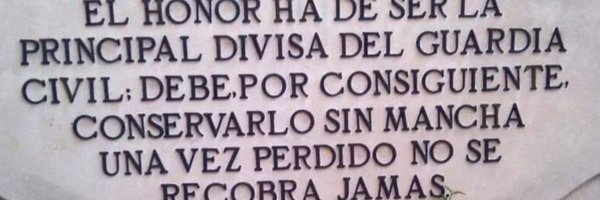 EL HONOR HA DE SER LA
PRINCIPAL DIVISA DEL GUARDIA
CIVIL; DEBE, POR CONSIGUIENTE,
CONSERVARLO SIN MANCHA
UNA VEZ PERDIDO NO SE
RECOBRA JAMAS.